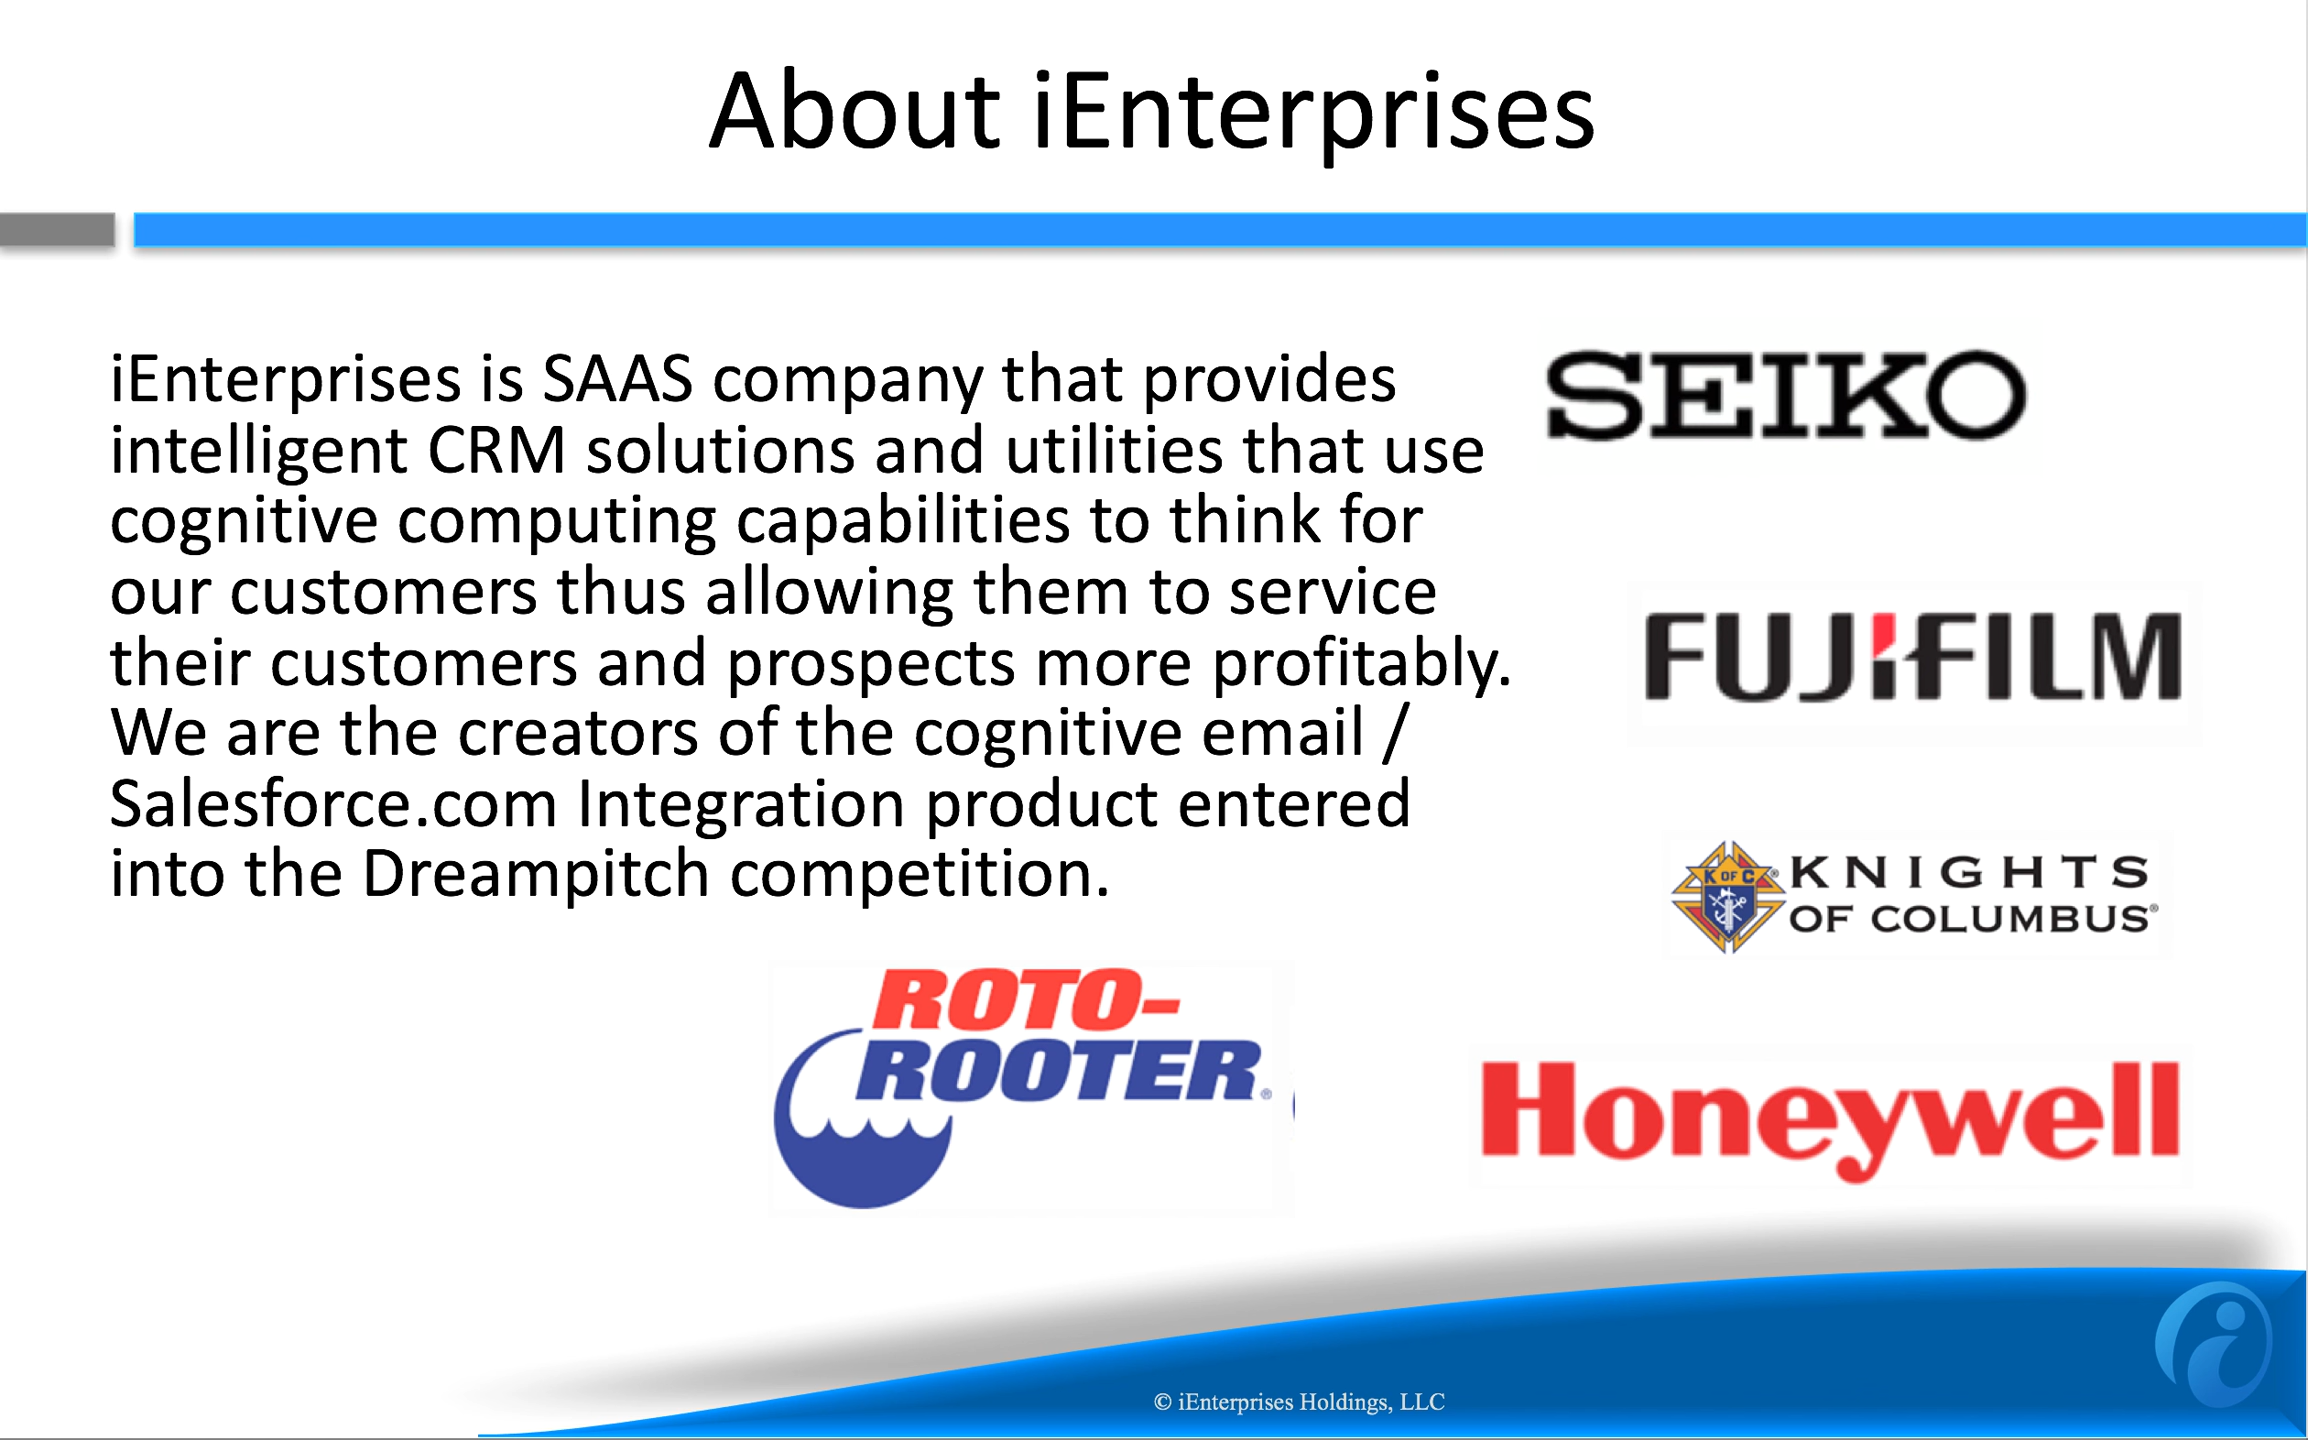 About iEnterprises
iEnterprises is SAAS company that provides
intelligent CRM solutions and utilities that use
cognitive computing capabilities to think for
our customers thus allowing them to service
their customers and prospects more profitably.
We are the creators of the cognitive email /
Salesforce.com Integration product entered
into the Dreampitch competition.
SEIKO
FUJIFILM
K OF C® KNIGHTS
OF COLUMBUS®
ROTO-
ROOTER®
Honeywell
© iEnterprises Holdings, LLC